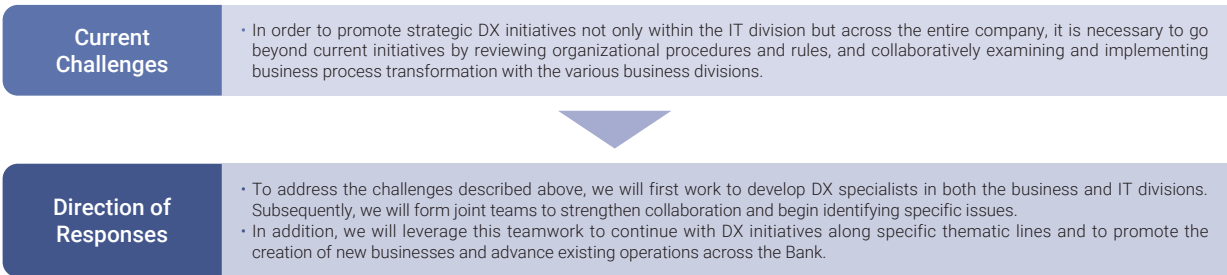 Current
Challenges
• In order to promote strategic DX initiatives not only within the IT division but across the entire company, it is necessary to go
beyond current initiatives by reviewing organizational procedures and rules, and collaboratively examining and implementing
business process transformation with the various business divisions.
Direction of
Responses
• To address the challenges described above, we will first work to develop DX specialists in both the business and IT divisions.
Subsequently, we will form joint teams to strengthen collaboration and begin identifying specific issues.
• In addition, we will leverage this teamwork to continue with DX initiatives along specific thematic lines and to promote the
creation of new businesses and advance existing operations across the Bank.